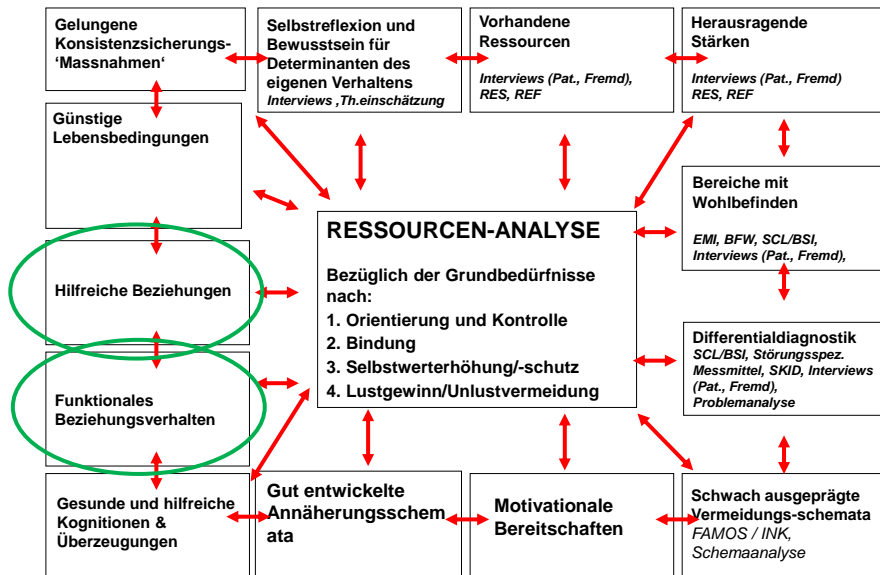 Gelungene
Konsistenzsicherungs-
‘Massnahmen‘
Selbstreflexion und
Bewusstsein für
Determinanten des
eigenen Verhaltens
Interviews ,Th.einschätzung
Vorhandene
Ressourcen
Interviews (Pat., Fremd),
RES, REF
Herausragende
Stärken
Interviews (Pat., Fremd)
RES, REF
Günstige
Lebensbedingungen
Bereiche mit
Wohlbefinden
EMI, BFW, SCL/BSI,
Interviews (Pat., Fremd),
RESSOURCEN-ANALYSE
Bezüglich der Grundbedürfnisse
nach:
1. Orientierung und Kontrolle
2. Bindung
3. Selbstwerterhöhung/-schutz
4. Lustgewinn/Unlustvermeidung
Hilfreiche Beziehungen
Differentialdiagnostik
SCL/BSI, Störungsspez.
Messmittel, SKID, Interviews
(Pat., Fremd),
Problemanalyse
Funktionales
Beziehungsverhalten
Gesunde und hilfreiche
Kognitionen &
Überzeugungen
Gut entwickelte
Annäherungsschem
ata
Motivationale
Bereitschaften
Schwach ausgeprägte
Vermeidungs-schemata
FAMOS / INK,
Schemaanalyse